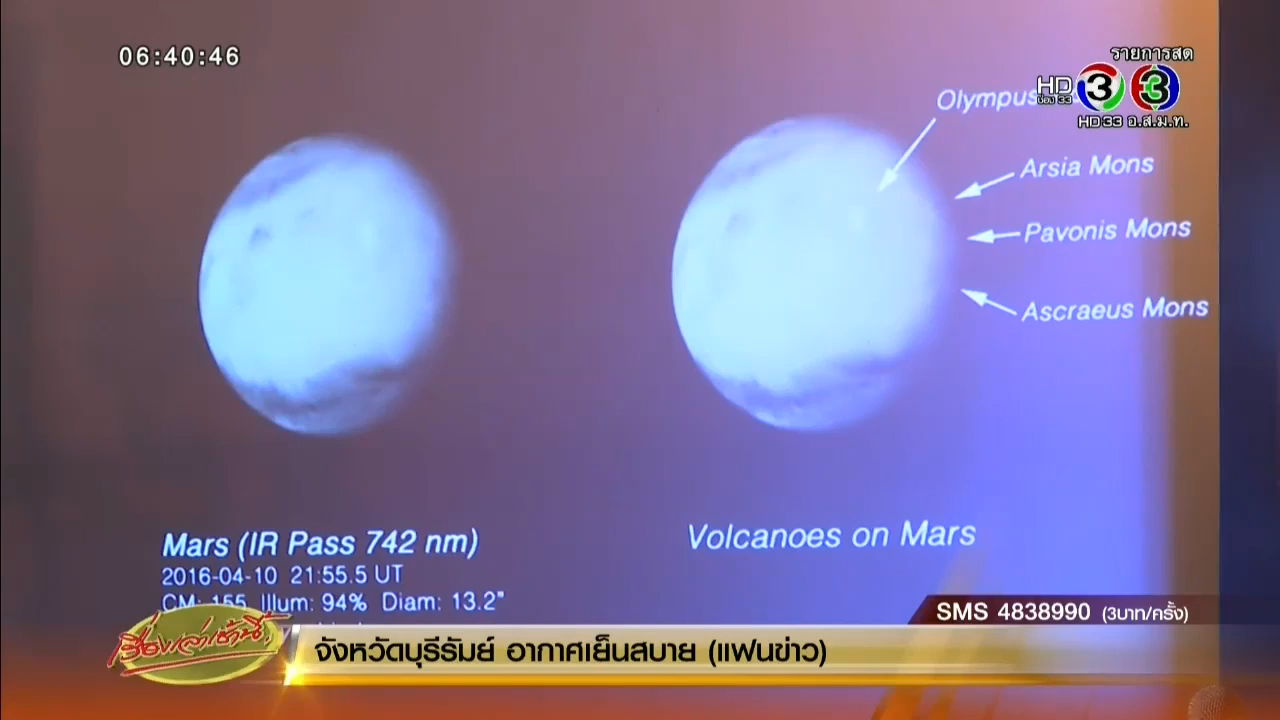 06:40:46
รายการสด
HD
ช่อง 33
3
3
HD33 อ.ส.ม.ท.
Olympus
Arsia Mons
Pavonis Mons
Ascraeus Mons
Mars (IR Pass 742 nm)
2016-04-10 21:55.5 UT
CM: 155 Illum: 94% Diam: 13.2"
Volcanoes on Mars
SMS 4838990 (3บาท/ครั้ง)
เรื่องเล่าเช้านี้
จังหวัดบุรีรัมย์ อากาศเย็นสบาย (แฟนข่าว)